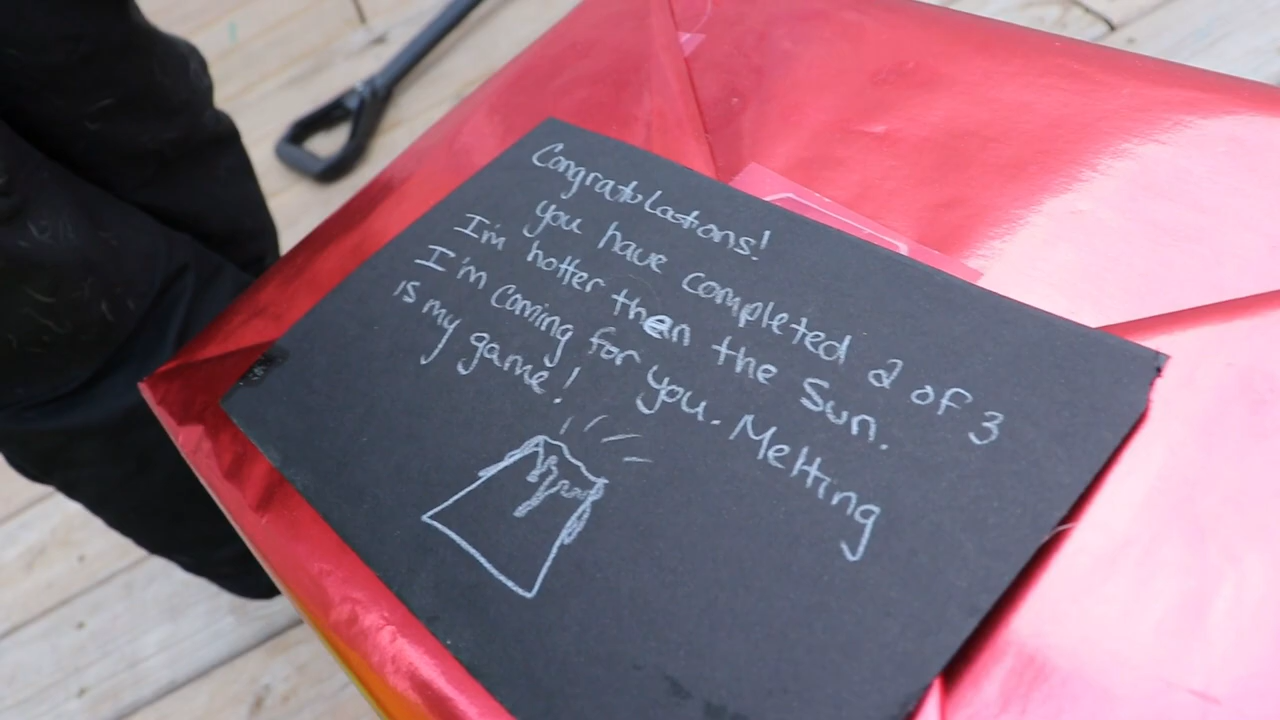 Congratulations!
you have completed 2 of 3
I'm hotter then the Sun.
I'm coming for you. Melting
is my game!